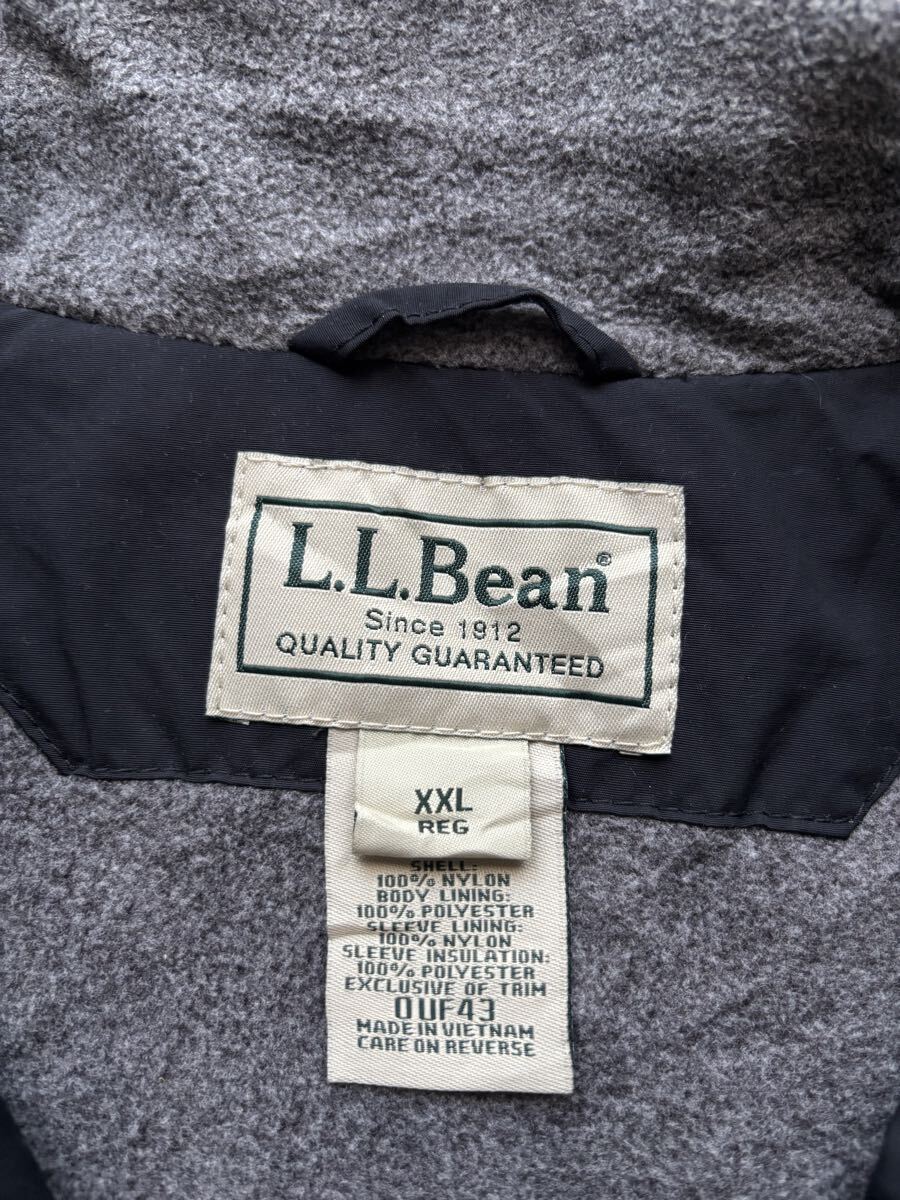 L.L.Bean®
Since 1912
QUALITY GUARANTEED
XXL
REG
SHELL:
100% NYLON
BODY LINING:
100% POLYESTER
SLEEVE LINING:
100% NYLON
SLEEVE INSULATION:
100% POLYESTER
EXCLUSIVE OF TRIM
0UF43
MADE IN VIETNAM
CARE ON REVERSE